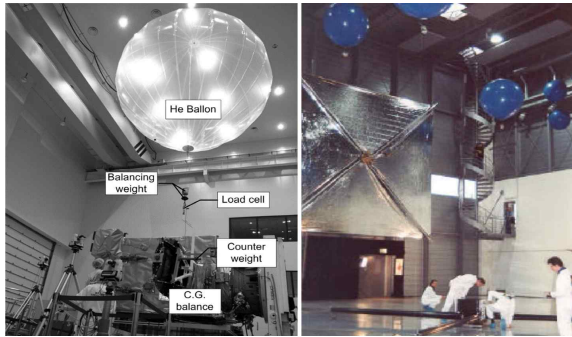 He Ballon
Balancing
weight
Load cell
Counter
weight
C.G.
balance